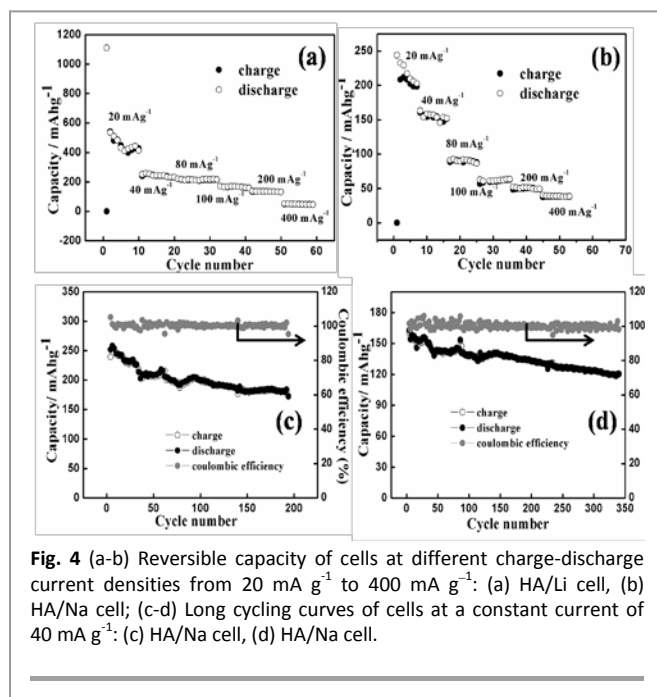 (a)
charge
discharge
20 mAg⁻¹
80 mAg⁻¹
200 mAg⁻¹
40 mAg⁻¹
100 mAg⁻¹
400 mAg⁻¹
1200
1000
800
600
400
200
0
-200
Capacity / mAhg⁻¹
0 10 20 30 40 50 60
Cycle number
(b)
20 mAg⁻¹
charge
discharge
40 mAg⁻¹
80 mAg⁻¹
200 mAg⁻¹
100 mAg⁻¹
400 mAg⁻¹
250
200
150
100
50
0
Capacity / mAhg⁻¹
0 10 20 30 40 50 60 70
Cycle number
350
300
250
200
150
100
50
0
Capacity/ mAhg⁻¹
120
100
80
60
40
20
0
Coulombic efficiency (%)
charge
discharge
coulombic efficiency
(c)
0 50 100 150 200
Cycle number
180
150
120
90
60
30
0
Capacity/mAhg⁻¹
120
100
80
60
40
20
0
charge
discharge
coulombic efficiency
(d)
0 50 100 150 200 250 300 350
Cycle number
Fig. 4 (a-b) Reversible capacity of cells at different charge-discharge
current densities from 20 mA g⁻¹ to 400 mA g⁻¹: (a) HA/Li cell, (b)
HA/Na cell; (c-d) Long cycling curves of cells at a constant current of
40 mA g⁻¹: (c) HA/Na cell, (d) HA/Na cell.